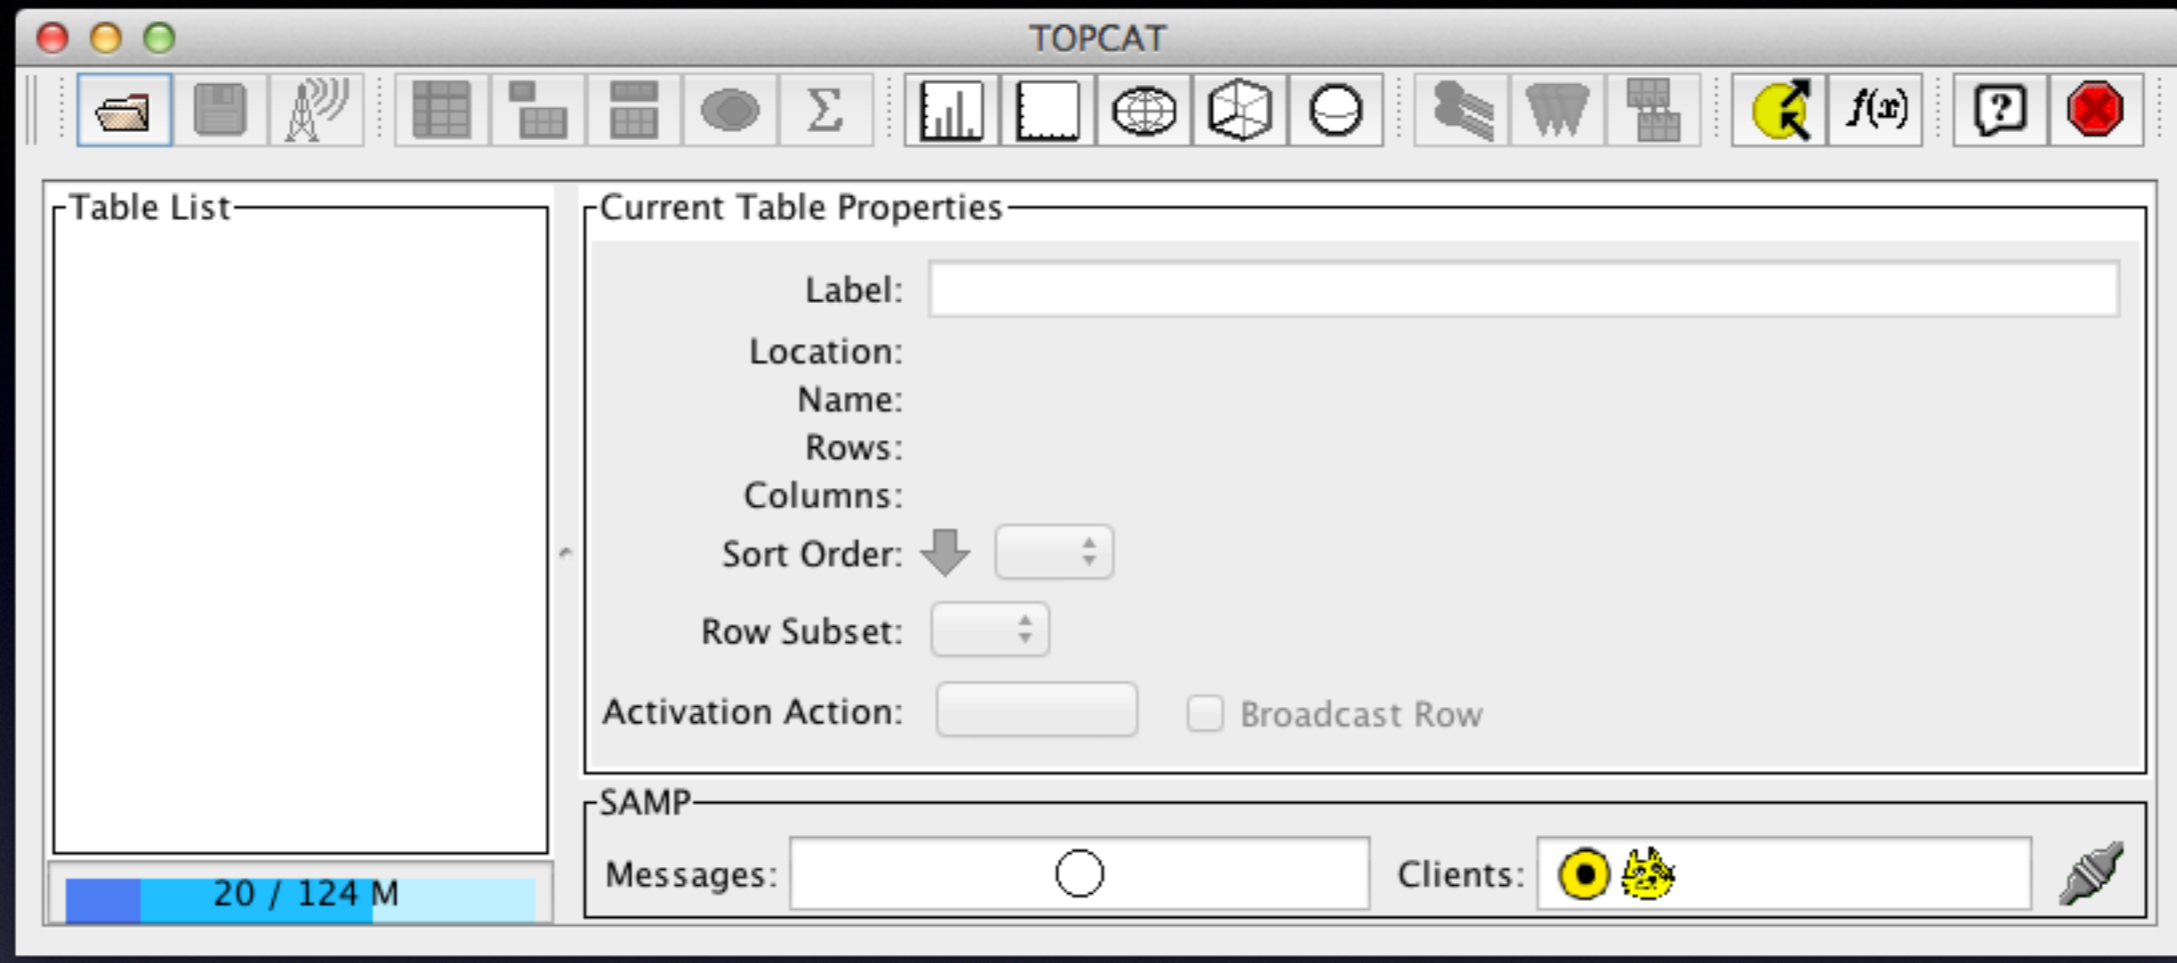 TOPCAT
Σ
f(x)
?
Table List
Current Table Properties
Label:
Location:
Name:
Rows:
Columns:
Sort Order:
Row Subset:
Activation Action:
Broadcast Row
SAMP
Messages:
Clients:
20 / 124 M